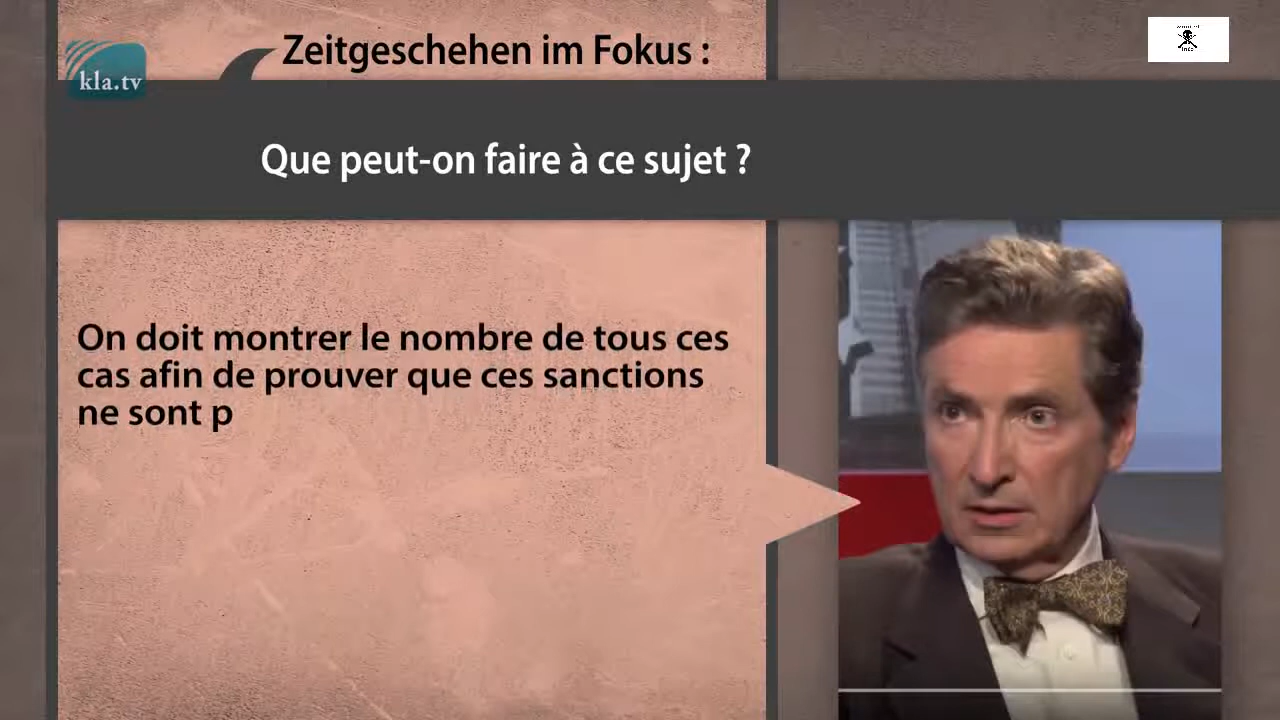 Zeitgeschehen im Fokus :
kla.tv
Que peut-on faire à ce sujet ?
On doit montrer le nombre de tous ces
cas afin de prouver que ces sanctions
ne sont p